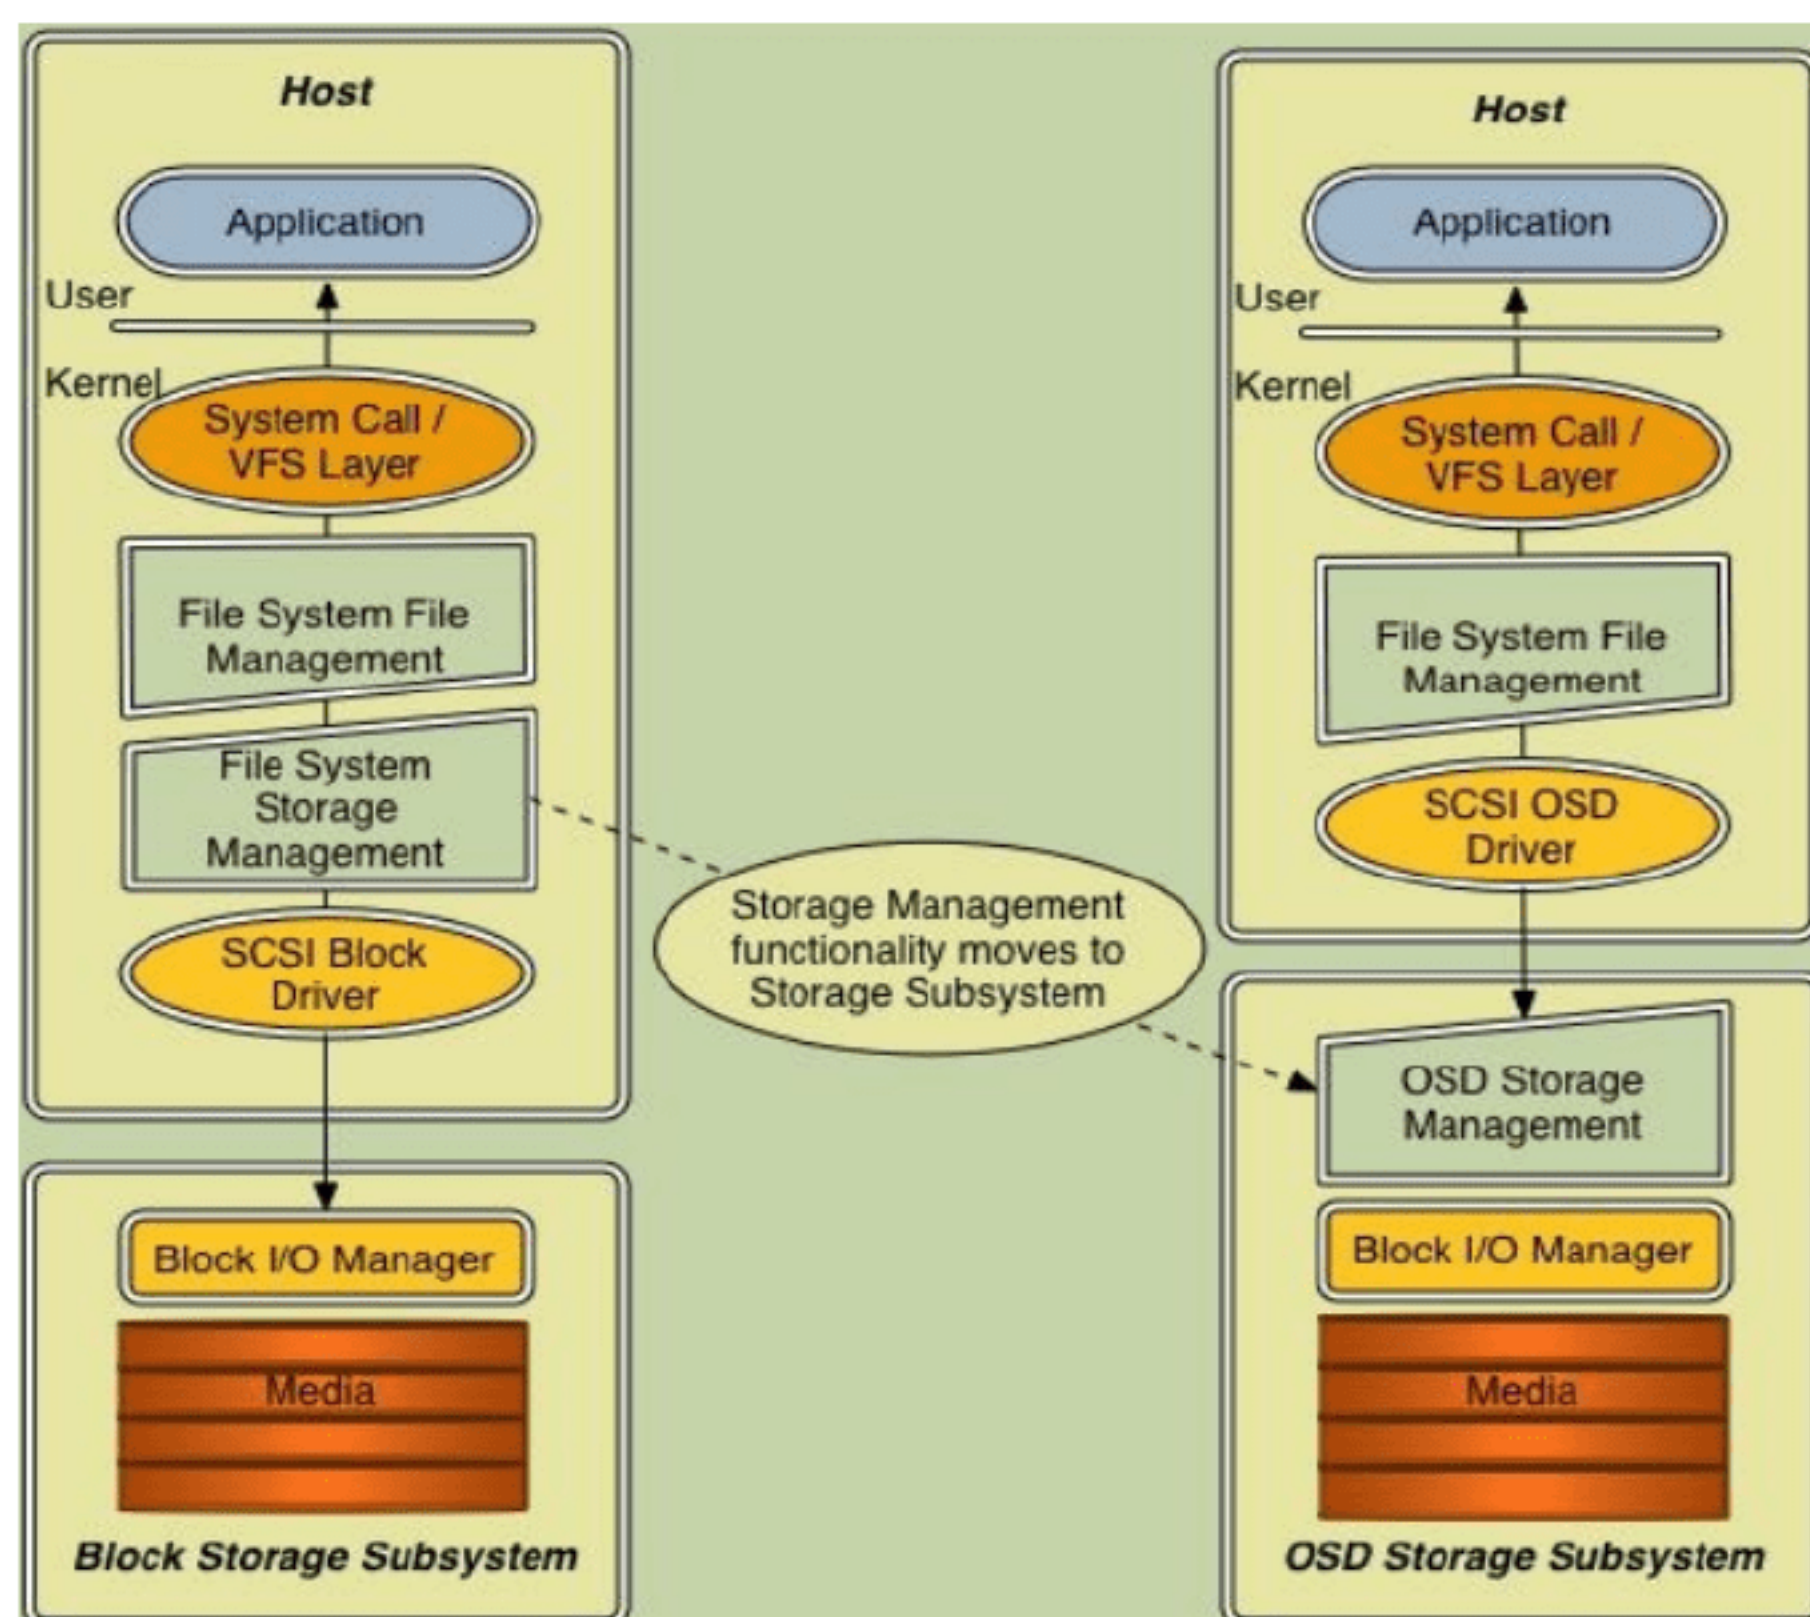 Host
Application
User
Kernel
System Call /
VFS Layer
File System File
Management
File System
Storage
Management
SCSI Block
Driver
Block I/O Manager
Media
Block Storage Subsystem
Storage Management
functionality moves to
Storage Subsystem
Host
Application
User
Kernel
System Call /
VFS Layer
File System File
Management
SCSI OSD
Driver
OSD Storage
Management
Block I/O Manager
Media
OSD Storage Subsystem